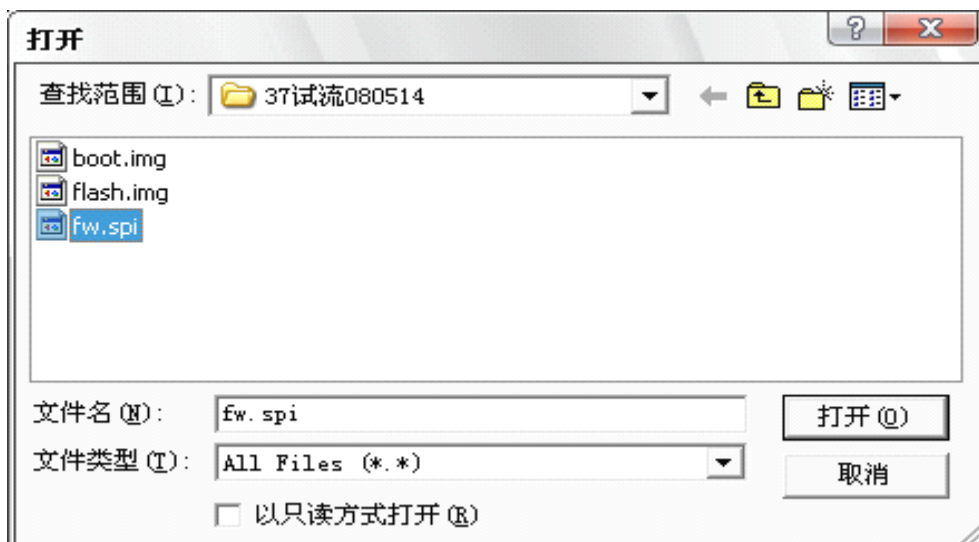 打开
查找范围(I): 37试流080514
boot.img
flash.img
fw.spi
文件名(N): fw.spi 打开(O)
文件类型(T): All Files (*.*) 取消
以只读方式打开(R)